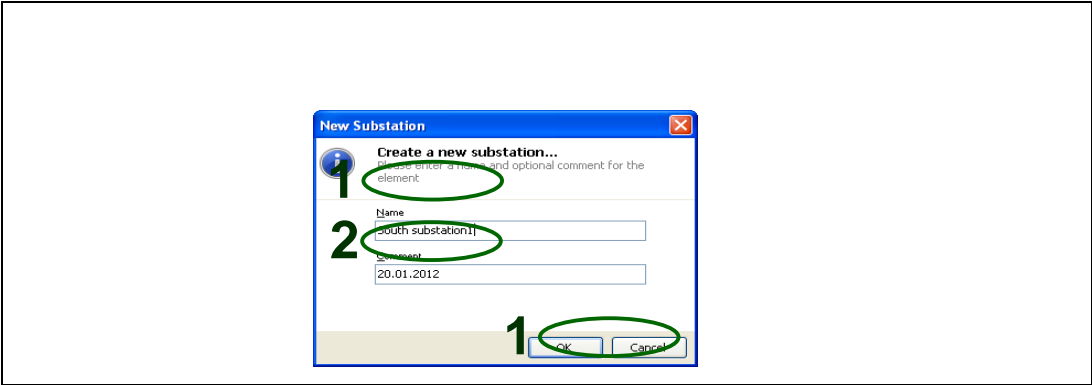 New Substation
Create a new substation...
Please enter a name and optional comment for the
element
1
Name
South substation1
2
Comment
20.01.2012
1
OK Cancel